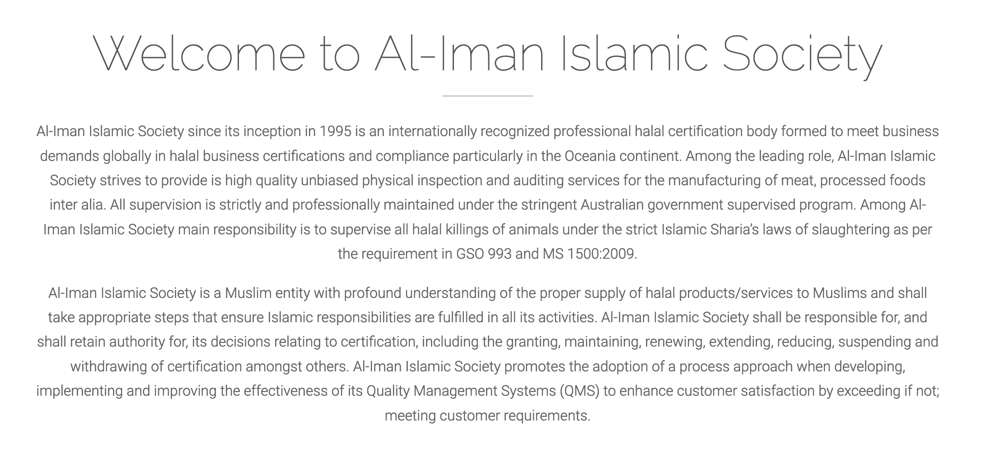 Welcome to Al-Iman Islamic Society
Al-Iman Islamic Society since its inception in 1995 is an internationally recognized professional halal certification body formed to meet business
demands globally in halal business certifications and compliance particularly in the Oceania continent. Among the leading role, Al-Iman Islamic
Society strives to provide is high quality unbiased physical inspection and auditing services for the manufacturing of meat, processed foods
inter alia. All supervision is strictly and professionally maintained under the stringent Australian government supervised program. Among Al-
Iman Islamic Society main responsibility is to supervise all halal killings of animals under the strict Islamic Sharia’s laws of slaughtering as per
the requirement in GSO 993 and MS 1500:2009.
Al-Iman Islamic Society is a Muslim entity with profound understanding of the proper supply of halal products/services to Muslims and shall
take appropriate steps that ensure Islamic responsibilities are fulfilled in all its activities. Al-Iman Islamic Society shall be responsible for, and
shall retain authority for, its decisions relating to certification, including the granting, maintaining, renewing, extending, reducing, suspending and
withdrawing of certification amongst others. Al-Iman Islamic Society promotes the adoption of a process approach when developing,
implementing and improving the effectiveness of its Quality Management Systems (QMS) to enhance customer satisfaction by exceeding if not;
meeting customer requirements.